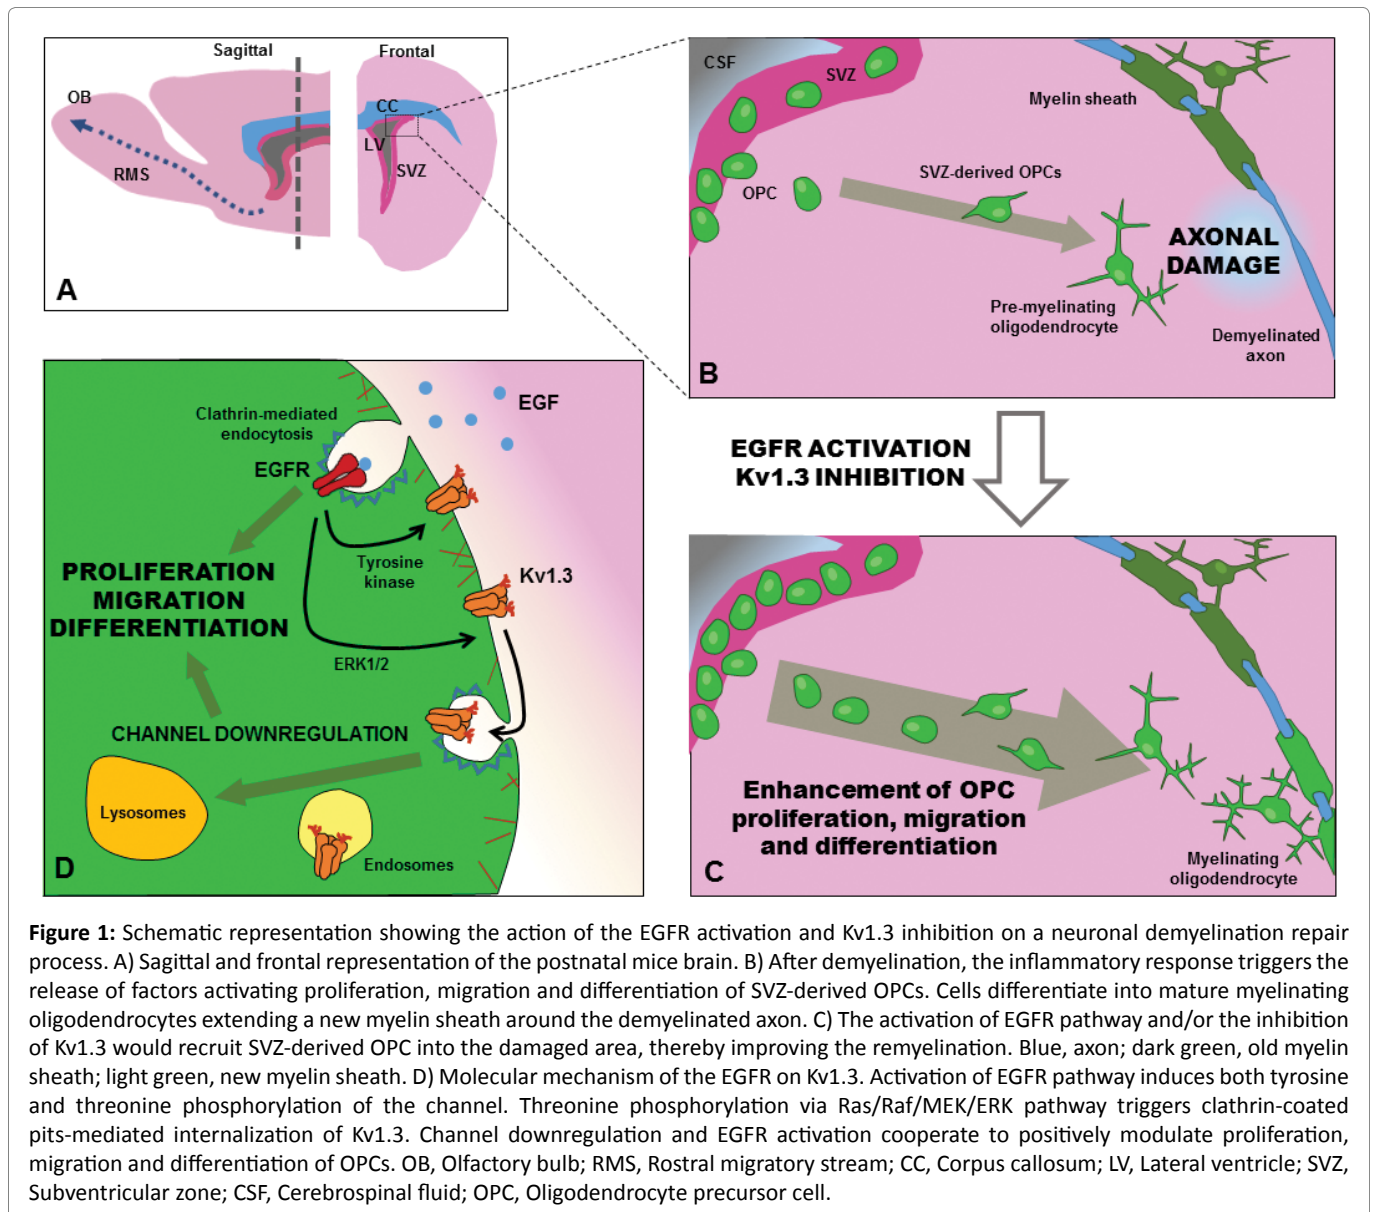 Sagittal
Frontal
OB
RMS
CC
LV
SVZ
A
CSF
SVZ
Myelin sheath
OPC
SVZ-derived OPCs
AXONAL
DAMAGE
Pre-myelinating
oligodendrocyte
Demyelinated
axon
B
EGFR ACTIVATION
Kv1.3 INHIBITION
Enhancement of OPC
proliferation, migration
and differentiation
Myelinating
oligodendrocyte
C
Clathrin-mediated
endocytosis
EGF
EGFR
Tyrosine
kinase
Kv1.3
PROLIFERATION
MIGRATION
DIFFERENTIATION
ERK1/2
CHANNEL DOWNREGULATION
Lysosomes
Endosomes
D
Figure 1: Schematic representation showing the action of the EGFR activation and Kv1.3 inhibition on a neuronal demyelination repair
process. A) Sagittal and frontal representation of the postnatal mice brain. B) After demyelination, the inflammatory response triggers the
release of factors activating proliferation, migration and differentiation of SVZ-derived OPCs. Cells differentiate into mature myelinating
oligodendrocytes extending a new myelin sheath around the demyelinated axon. C) The activation of EGFR pathway and/or the inhibition
of Kv1.3 would recruit SVZ-derived OPC into the damaged area, thereby improving the remyelination. Blue, axon; dark green, old myelin
sheath; light green, new myelin sheath. D) Molecular mechanism of the EGFR on Kv1.3. Activation of EGFR pathway induces both tyrosine
and threonine phosphorylation of the channel. Threonine phosphorylation via Ras/Raf/MEK/ERK pathway triggers clathrin-coated
pits-mediated internalization of Kv1.3. Channel downregulation and EGFR activation cooperate to positively modulate proliferation,
migration and differentiation of OPCs. OB, Olfactory bulb; RMS, Rostral migratory stream; CC, Corpus callosum; LV, Lateral ventricle; SVZ,
Subventricular zone; CSF, Cerebrospinal fluid; OPC, Oligodendrocyte precursor cell.